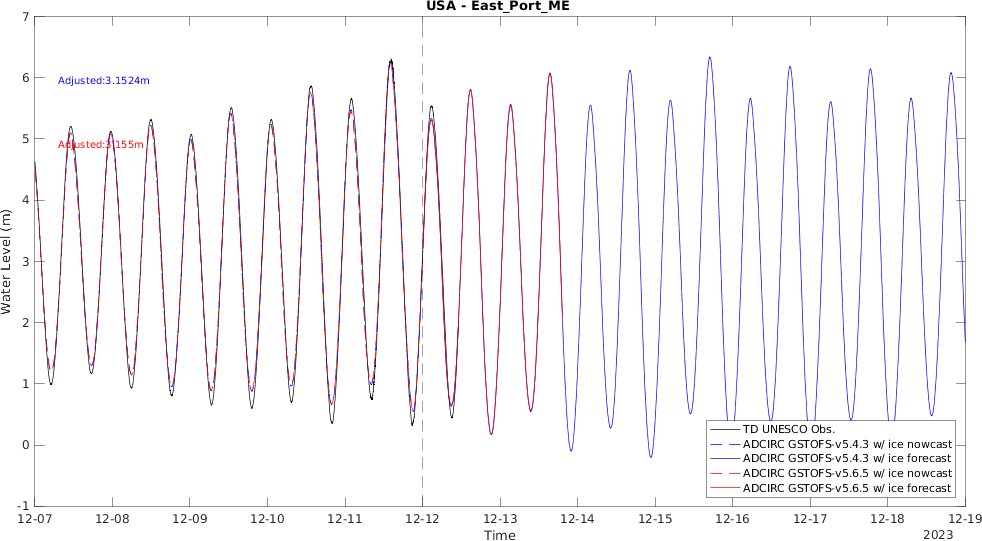 USA - East_Port_ME
7
6
5
4
3
2
1
0
-1
Water Level (m)
Adjusted:3.1524m
Adjusted:3.155m
TD UNESCO Obs.
ADCIRC GSTOFS-v5.4.3 w/ ice nowcast
ADCIRC GSTOFS-v5.4.3 w/ ice forecast
ADCIRC GSTOFS-v5.6.5 w/ ice nowcast
ADCIRC GSTOFS-v5.6.5 w/ ice forecast
12-07 12-08 12-09 12-10 12-11 12-12 12-13 12-14 12-15 12-16 12-17 12-18 12-19
Time
2023